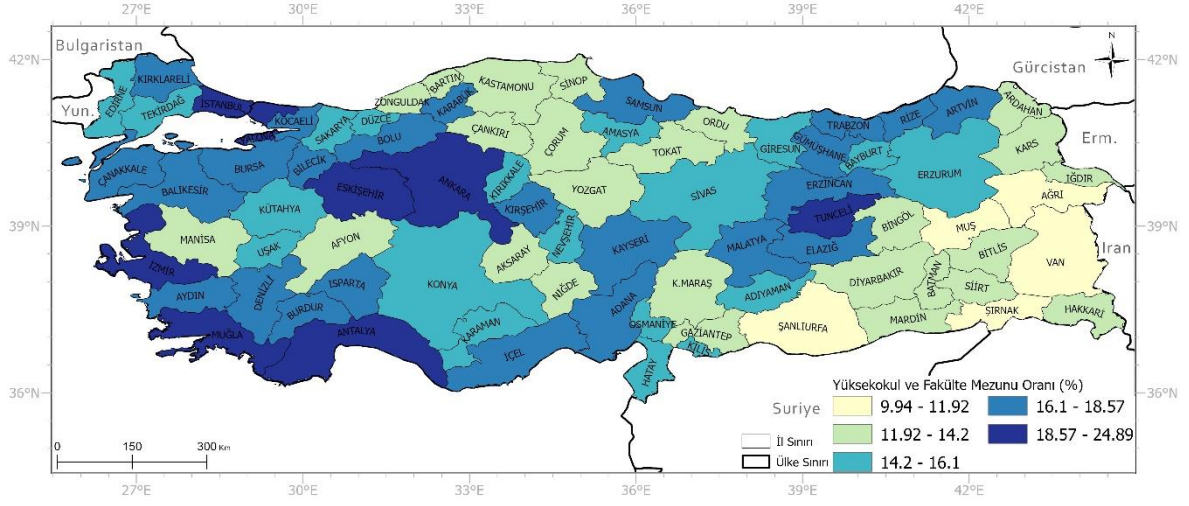 27°E 30°E 33°E 36°E 39°E 42°E
42°N
39°N
36°N
42°N
39°N
36°N
Bulgaristan
Yun.
Gürcistan
Erm.
Iran
Suriye
N
KIRKLARELİ
EDİRNE
TEKİRDAĞ
İSTANBUL
KOCAELİ
YALOVA
SAKARYA
DÜZCE
BOLU
ZONGULDAK
BARTIN
KARABÜK
KASTAMONU
SİNOP
ÇANKIRI
ÇORUM
SAMSUN
AMASYA
ORDU
TOKAT
GİRESUN
TRABZON
GÜMÜŞHANE
BAYBURT
RİZE
ARTVİN
ARDAHAN
KARS
IĞDIR
ERZURUM
AĞRI
ÇANAKKALE
BALIKESİR
BURSA
BİLECİK
ESKİŞEHİR
ANKARA
KIRIKKALE
KIRŞEHİR
YOZGAT
SİVAS
ERZİNCAN
TUNCELİ
BİNGÖL
MUŞ
BİTLİS
VAN
KÜTAHYA
MANİSA
UŞAK
AFYON
İZMİR
AYDIN
DENİZLİ
ISPARTA
BURDUR
MUĞLA
ANTALYA
KONYA
KARAMAN
AKSARAY
NEVŞEHİR
NİĞDE
KAYSERİ
MALATYA
ELAZIĞ
DİYARBAKIR
BATMAN
SİİRT
ŞIRNAK
HAKKARİ
MARDİN
ŞANLIURFA
ADIYAMAN
K.MARAŞ
GAZİANTEP
KİLİS
OSMANİYE
HATAY
ADANA
İÇEL
Yüksekokul ve Fakülte Mezunu Oranı (%)
9.94 - 11.92
11.92 - 14.2
14.2 - 16.1
16.1 - 18.57
18.57 - 24.89
İl Sınırı
Ülke Sınırı
0 150 300 Km
27°E 30°E 33°E 36°E 39°E 42°E